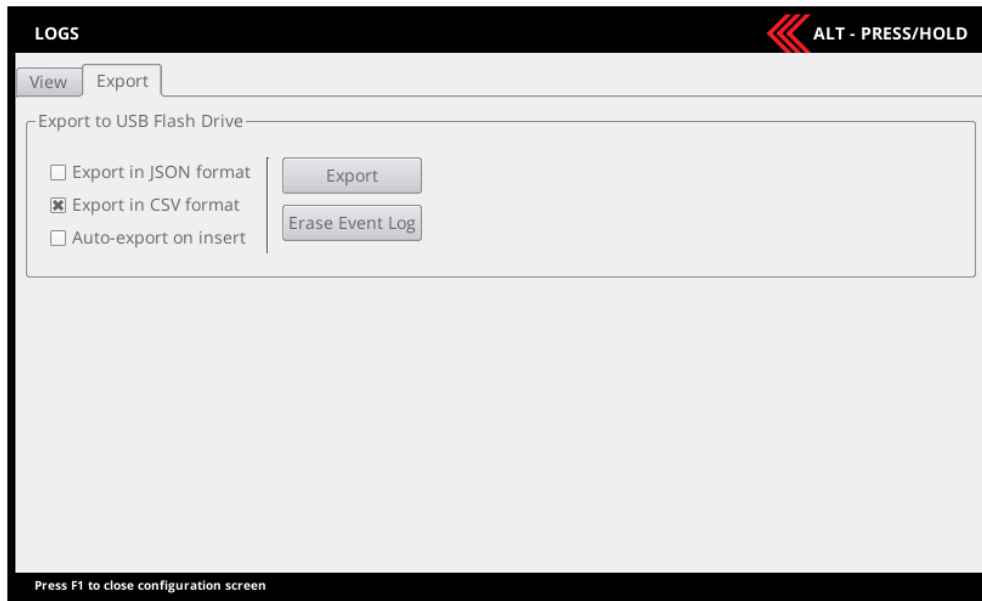 LOGS
ALT - PRESS/HOLD
View
Export
Export to USB Flash Drive
Export in JSON format
Export in CSV format
Auto-export on insert
Export
Erase Event Log
Press F1 to close configuration screen